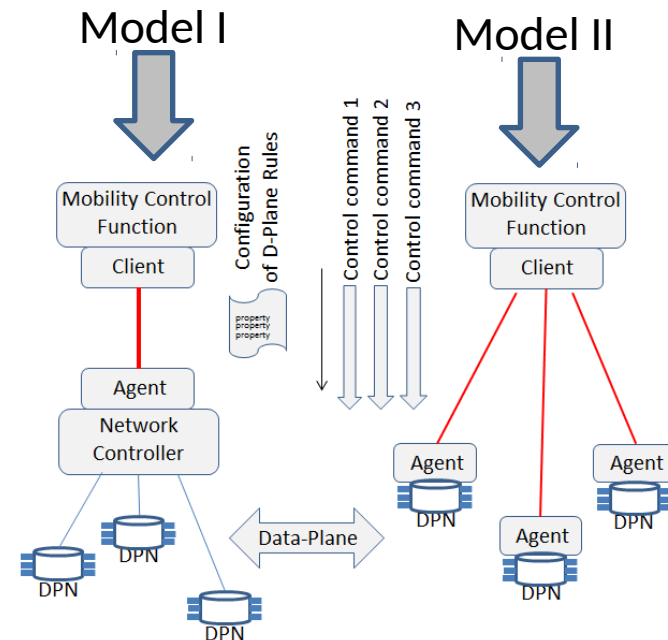 Model I
Model II
Mobility Control
Function
Client
Agent
Network
Controller
DPN
DPN
DPN
Configuration
of D-Plane Rules
property
property
property
Control command 1
Control command 2
Control command 3
Data-Plane
Mobility Control
Function
Client
Agent
DPN
Agent
DPN
Agent
DPN